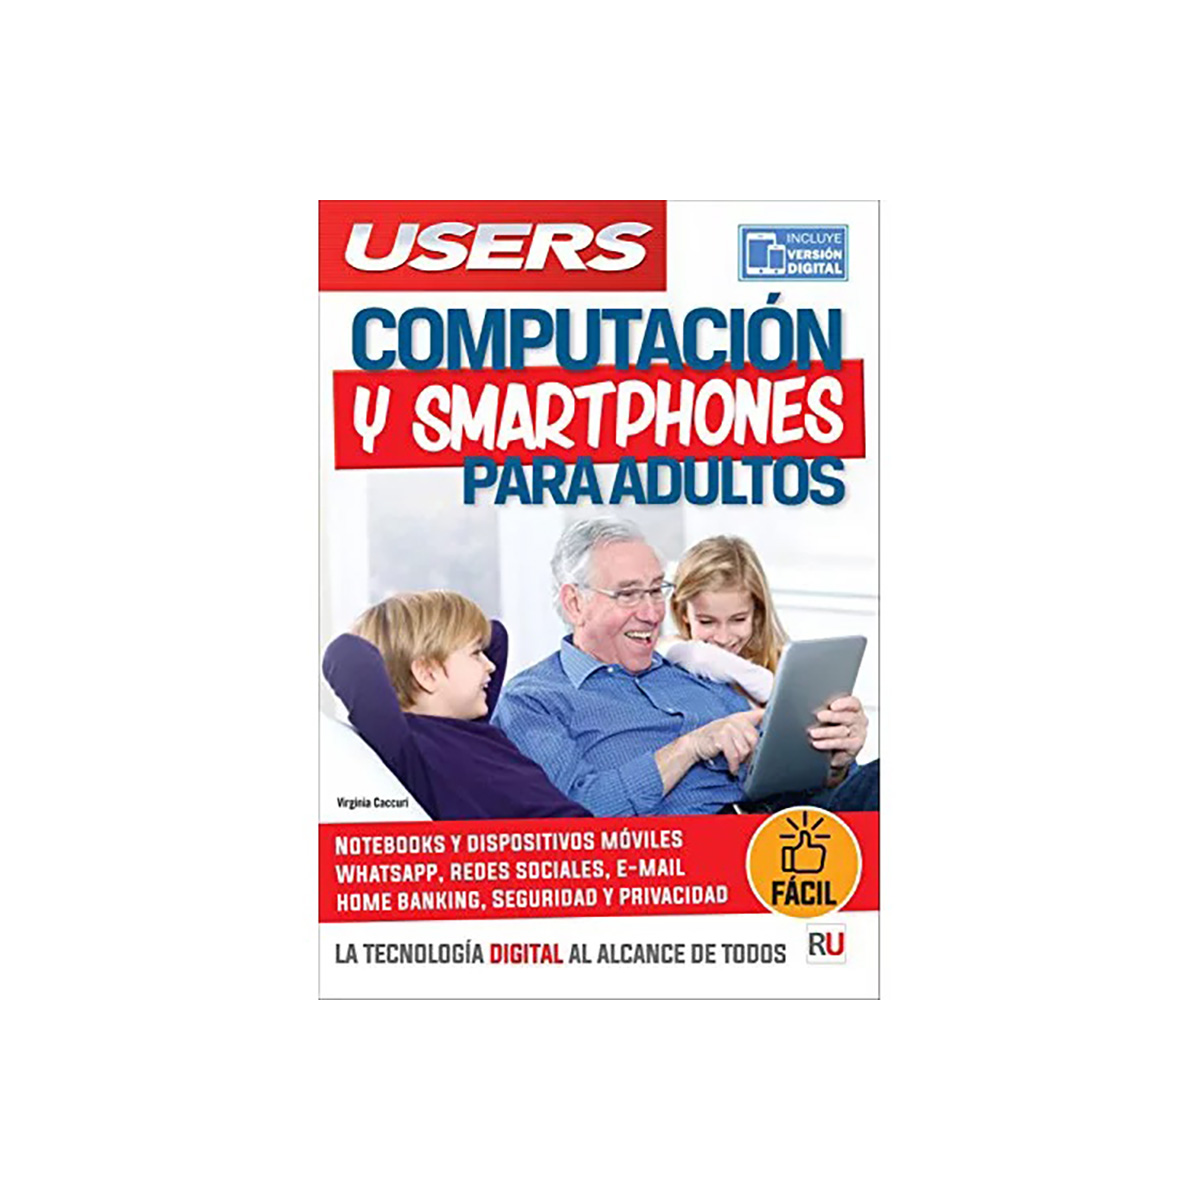 USERS
INCLUYE
VERSIÓN
DIGITAL
COMPUTACIÓN
Y SMARTPHONES
PARA ADULTOS
Virginia Caccuri
NOTEBOOKS Y DISPOSITIVOS MÓVILES
WHATSAPP, REDES SOCIALES, E-MAIL
HOME BANKING, SEGURIDAD Y PRIVACIDAD
FÁCIL
LA TECNOLOGÍA DIGITAL AL ALCANCE DE TODOS
RU